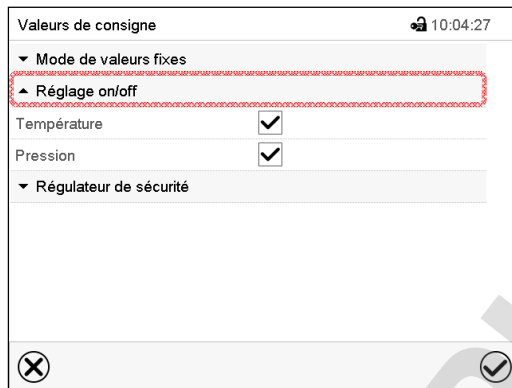 Valeurs de consigne 10:04:27
Mode de valeurs fixes
Réglage on/off
Température
Pression
Régulateur de sécurité